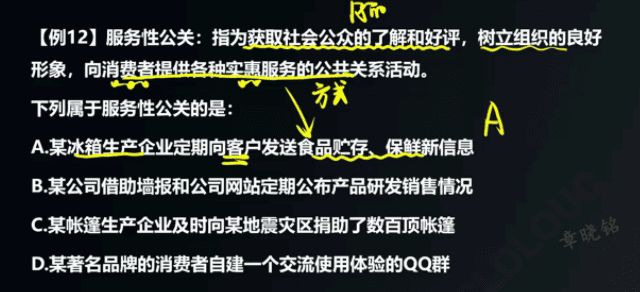 目的
【例12】服务性公关：指为获取社会公众的了解和好评，树立组织的良好
形象，向消费者提供各种实惠服务的公共关系活动。
方式
下列属于服务性公关的是：
A
A.某冰箱生产企业定期向客户发送食品贮存、保鲜新信息
B.某公司借助墙报和公司网站定期公布产品研发销售情况
C.某帐篷生产企业及时向某地震灾区捐助了数百顶帐篷
D.某著名品牌的消费者自建一个交流使用体验的QQ群
章晓铭